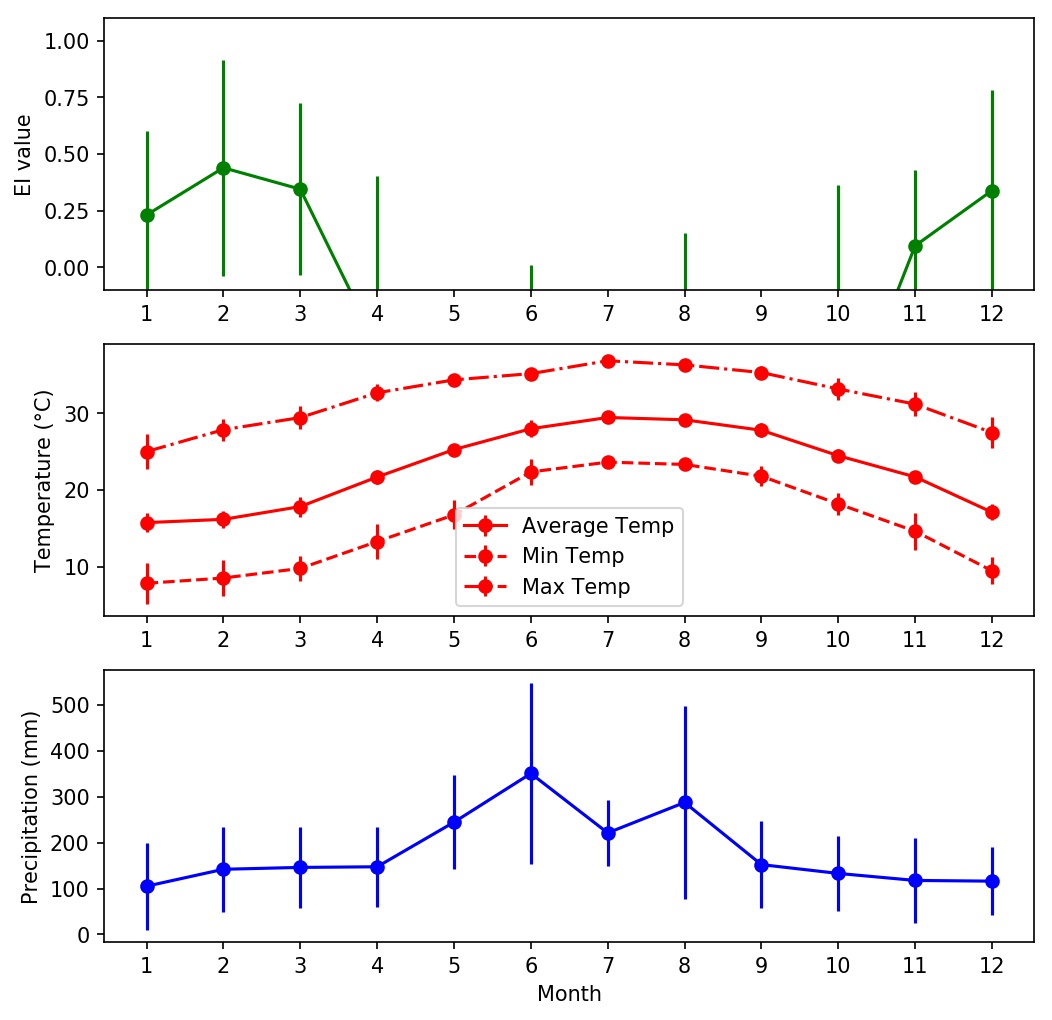 1.00
0.75
0.50
0.25
0.00
EI value
1 2 3 4 5 6 7 8 9 10 11 12
30
20
10
Temperature (°C)
Average Temp
Min Temp
Max Temp
1 2 3 4 5 6 7 8 9 10 11 12
500
400
300
200
100
0
Precipitation (mm)
1 2 3 4 5 6 7 8 9 10 11 12
Month